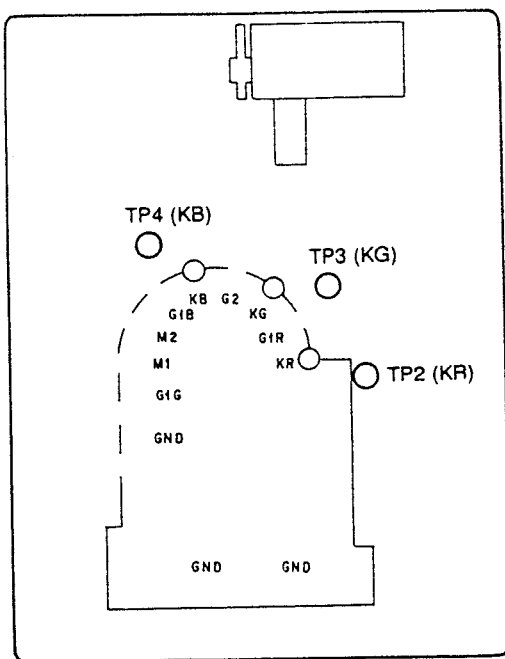 TP4 (KB)
TP3 (KG)
KB
G2
G1B
KG
M2
G1R
M1
KR
TP2 (KR)
G1G
GND
GND
GND